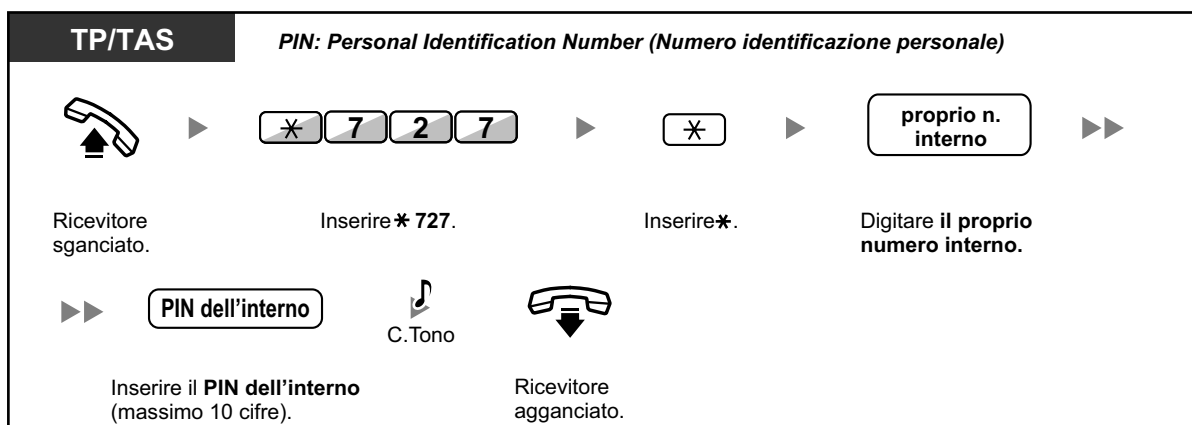 TP/TAS
PIN: Personal Identification Number (Numero identificazione personale)
* 7 2 7
*
proprio n.
interno
Ricevitore
sganciato.
Inserire * 727.
Inserire *.
Digitare il proprio
numero interno.
PIN dell'interno
C.Tono
Inserire il PIN dell'interno
(massimo 10 cifre).
Ricevitore
agganciato.